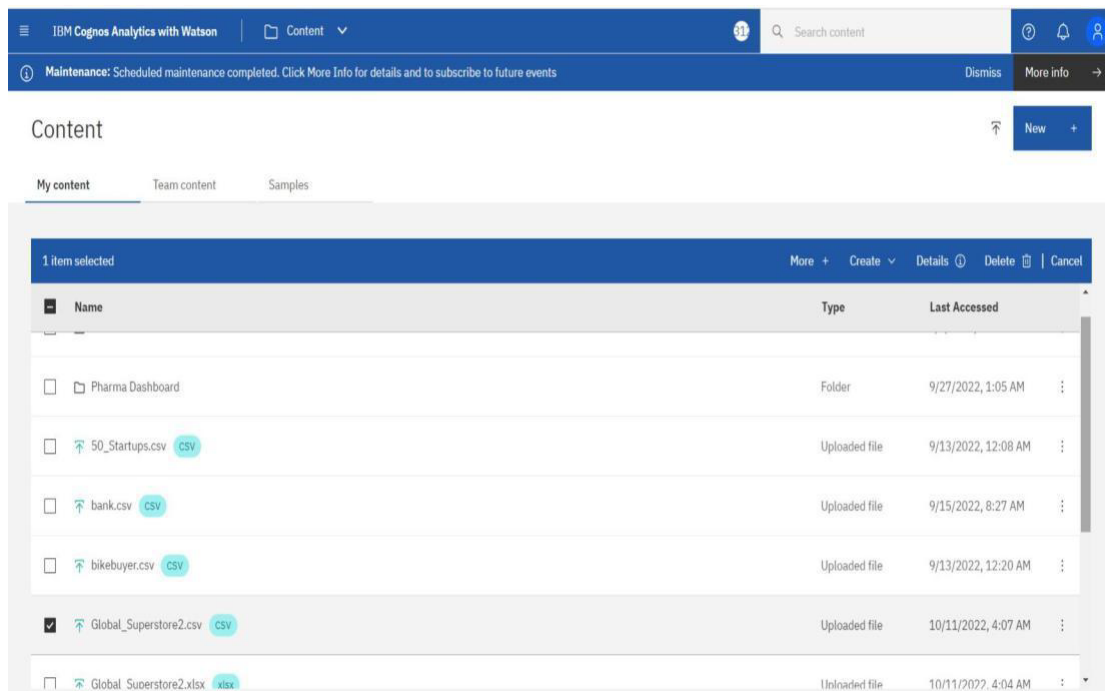 IBM Cognos Analytics with Watson Content 31 Search content
Maintenance: Scheduled maintenance completed. Click More Info for details and to subscribe to future events Dismiss More info
Content New +
My content Team content Samples
1 item selected More + Create Details Delete | Cancel
Name Type Last Accessed
Pharma Dashboard Folder 9/27/2022, 1:05 AM
50_Startups.csv CSV Uploaded file 9/13/2022, 12:08 AM
bank.csv CSV Uploaded file 9/15/2022, 8:27 AM
bikebuyer.csv CSV Uploaded file 9/13/2022, 12:20 AM
Global_Superstore2.csv CSV Uploaded file 10/11/2022, 4:07 AM
Global_Superstore2.xlsx xlsx Uploaded file 10/11/2022, 4:04 AM